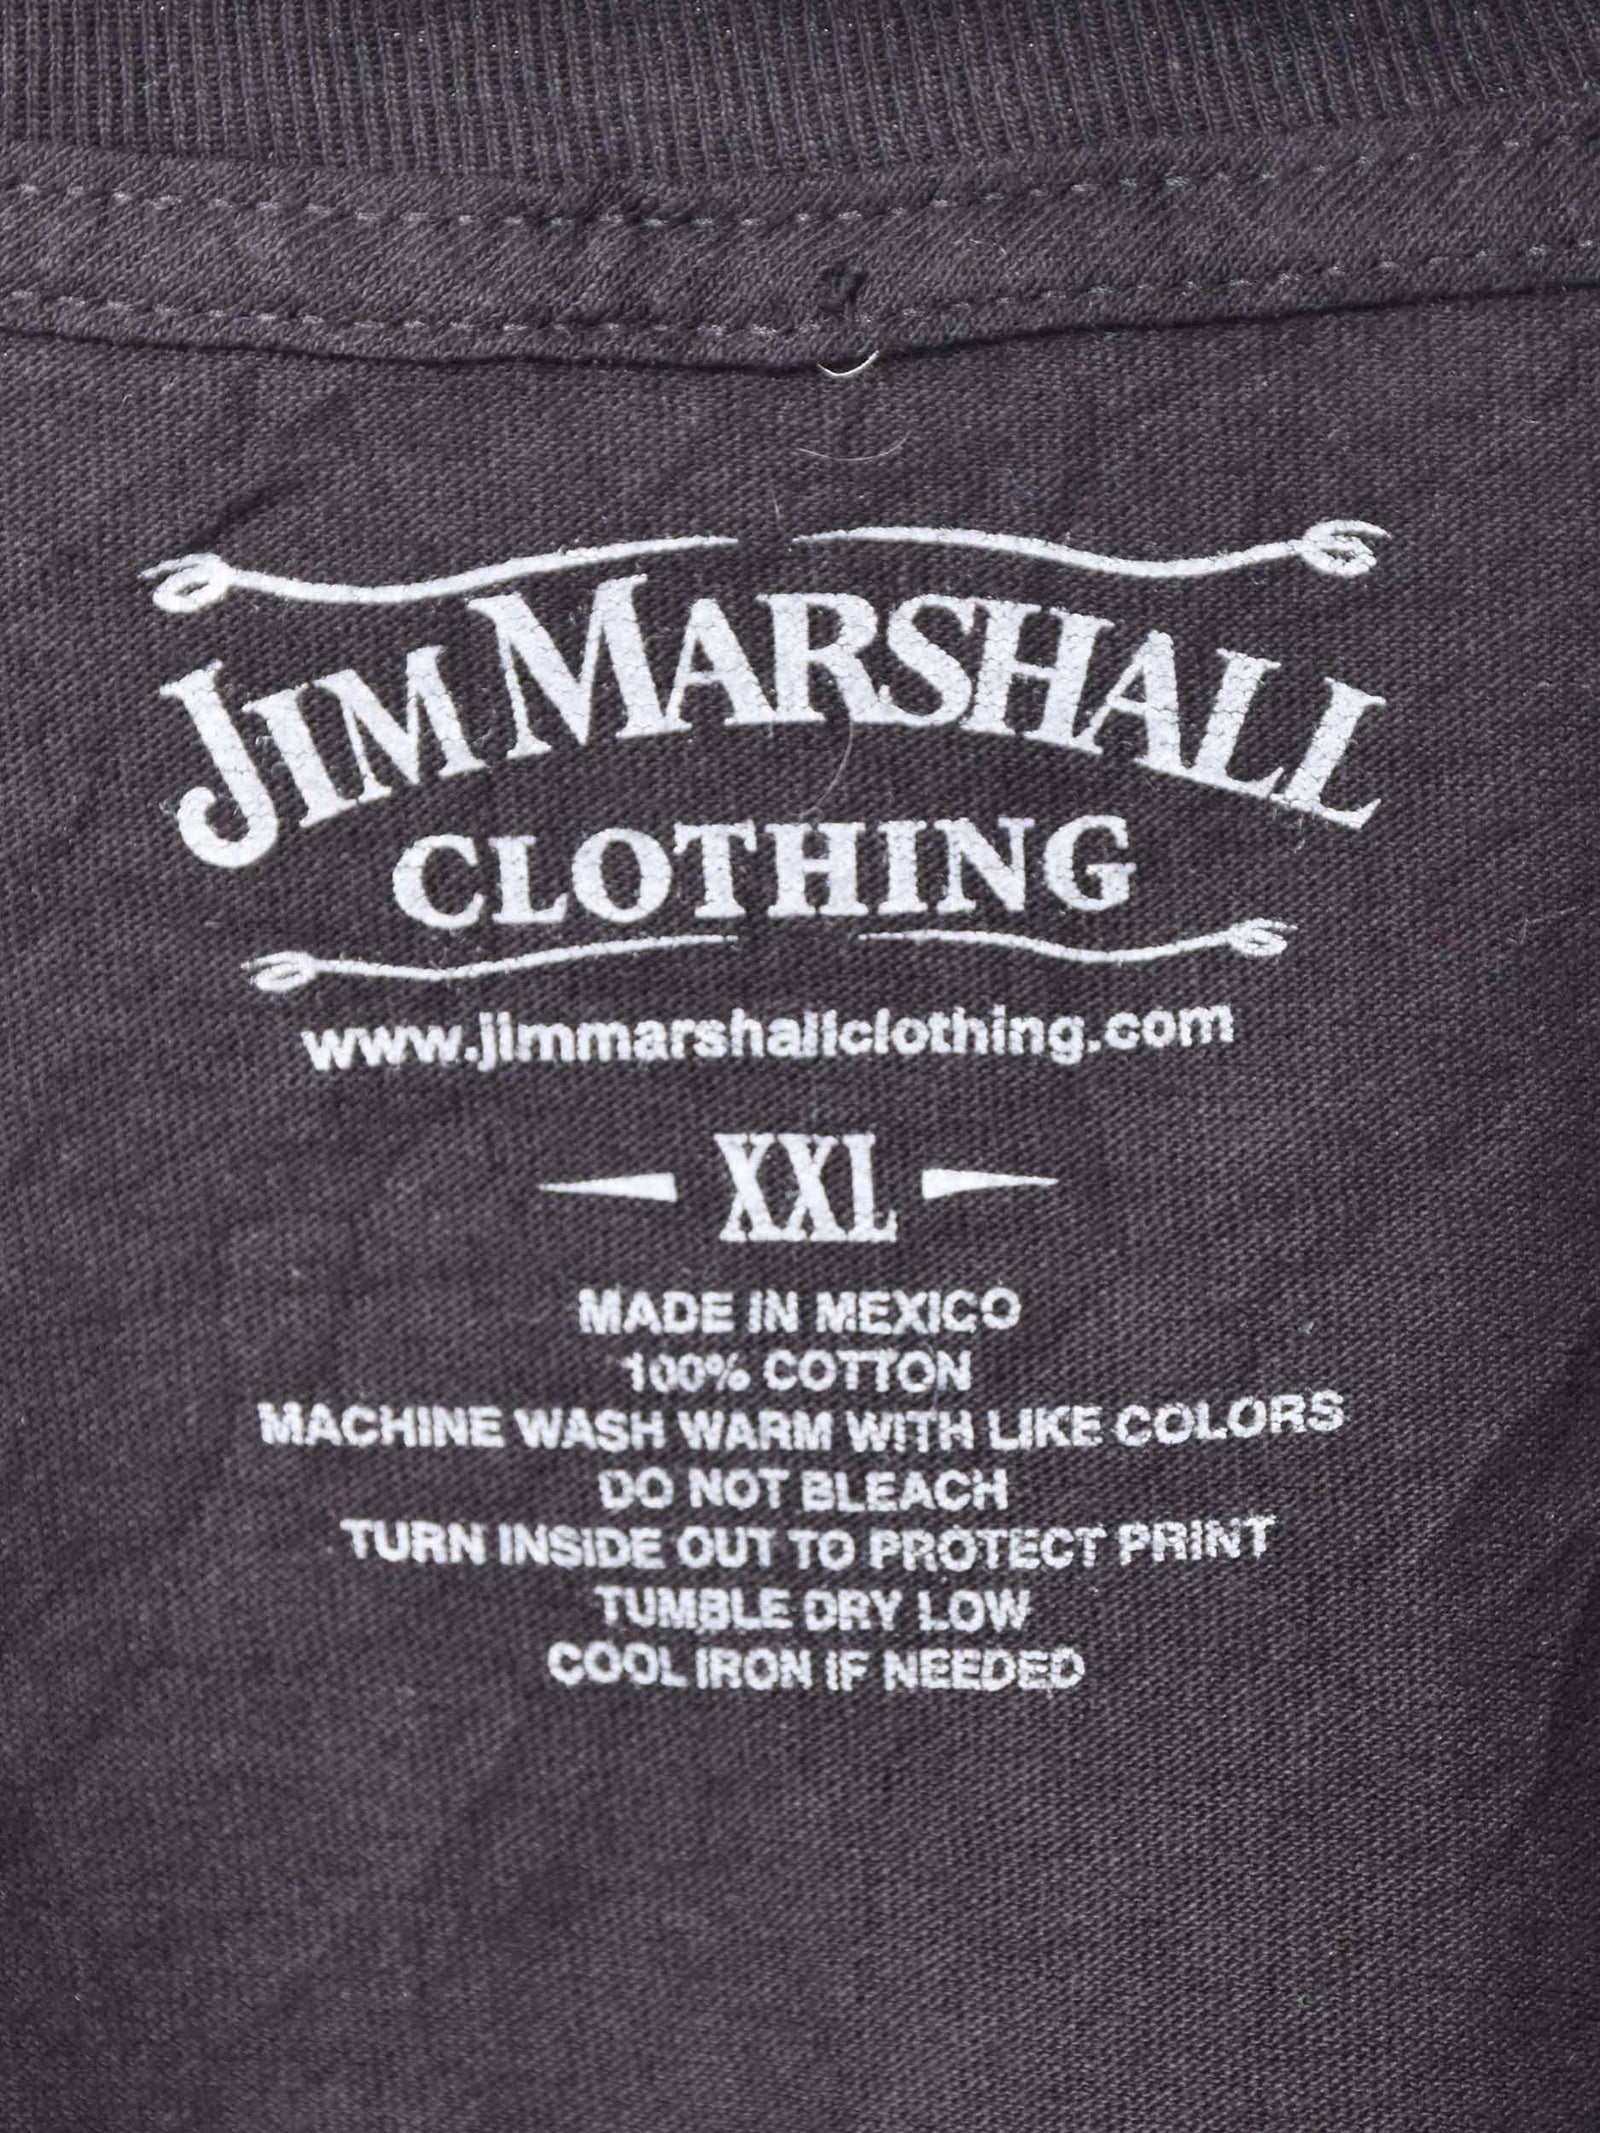 JIM MARSHALL
CLOTHING
www.jimmarshallclothing.com
XXL
MADE IN MEXICO
100% COTTON
MACHINE WASH WARM WITH LIKE COLORS
DO NOT BLEACH
TURN INSIDE OUT TO PROTECT PRINT
TUMBLE DRY LOW
COOL IRON IF NEEDED